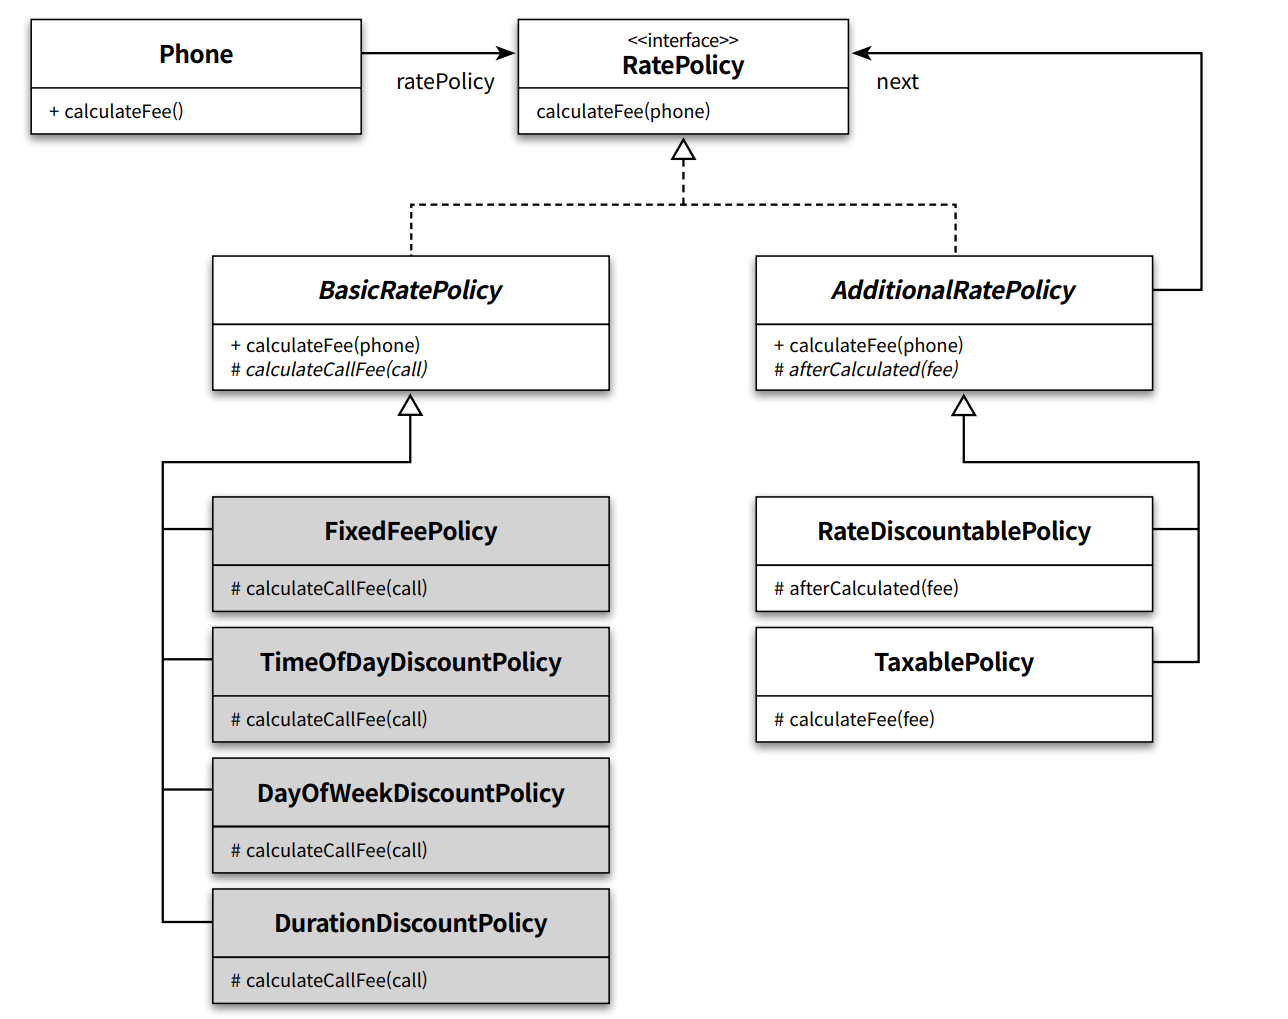 Phone
+ calculateFee()
ratePolicy
<<interface>>
RatePolicy
calculateFee(phone)
next
BasicRatePolicy
+ calculateFee(phone)
# calculateCallFee(call)
AdditionalRatePolicy
+ calculateFee(phone)
# afterCalculated(fee)
FixedFeePolicy
# calculateCallFee(call)
TimeOfDayDiscountPolicy
# calculateCallFee(call)
DayOfWeekDiscountPolicy
# calculateCallFee(call)
DurationDiscountPolicy
# calculateCallFee(call)
RateDiscountablePolicy
# afterCalculated(fee)
TaxablePolicy
# calculateFee(fee)